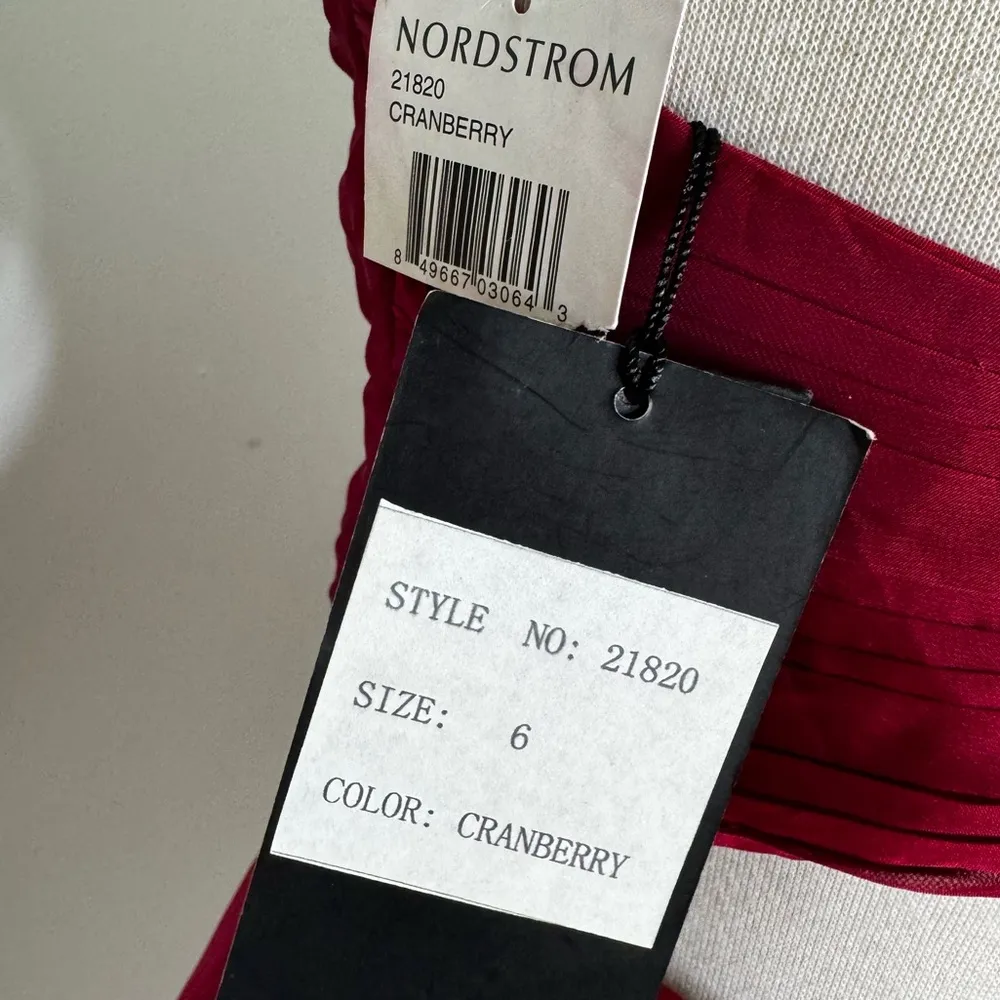 NORDSTROM
21820
CRANBERRY
8 49667 03064 3
STYLE NO: 21820
SIZE: 6
COLOR: CRANBERRY